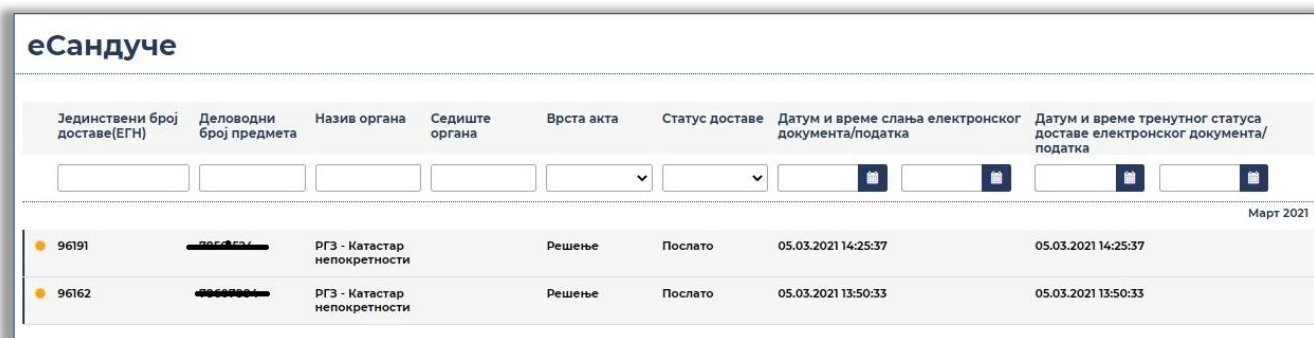 еСандуче
Јединствени број доставе(ЕГН)
Деловодни број предмета
Назив органа
Седиште органа
Врста акта
Статус доставе
Датум и време слања електронског документа/податка
Датум и време тренутног статуса доставе електронског документа/податка
Март 2021
96191
РГЗ - Катастар непокретности
Решење
Послато
05.03.2021 14:25:37
05.03.2021 14:25:37
96162
РГЗ - Катастар непокретности
Решење
Послато
05.03.2021 13:50:33
05.03.2021 13:50:33